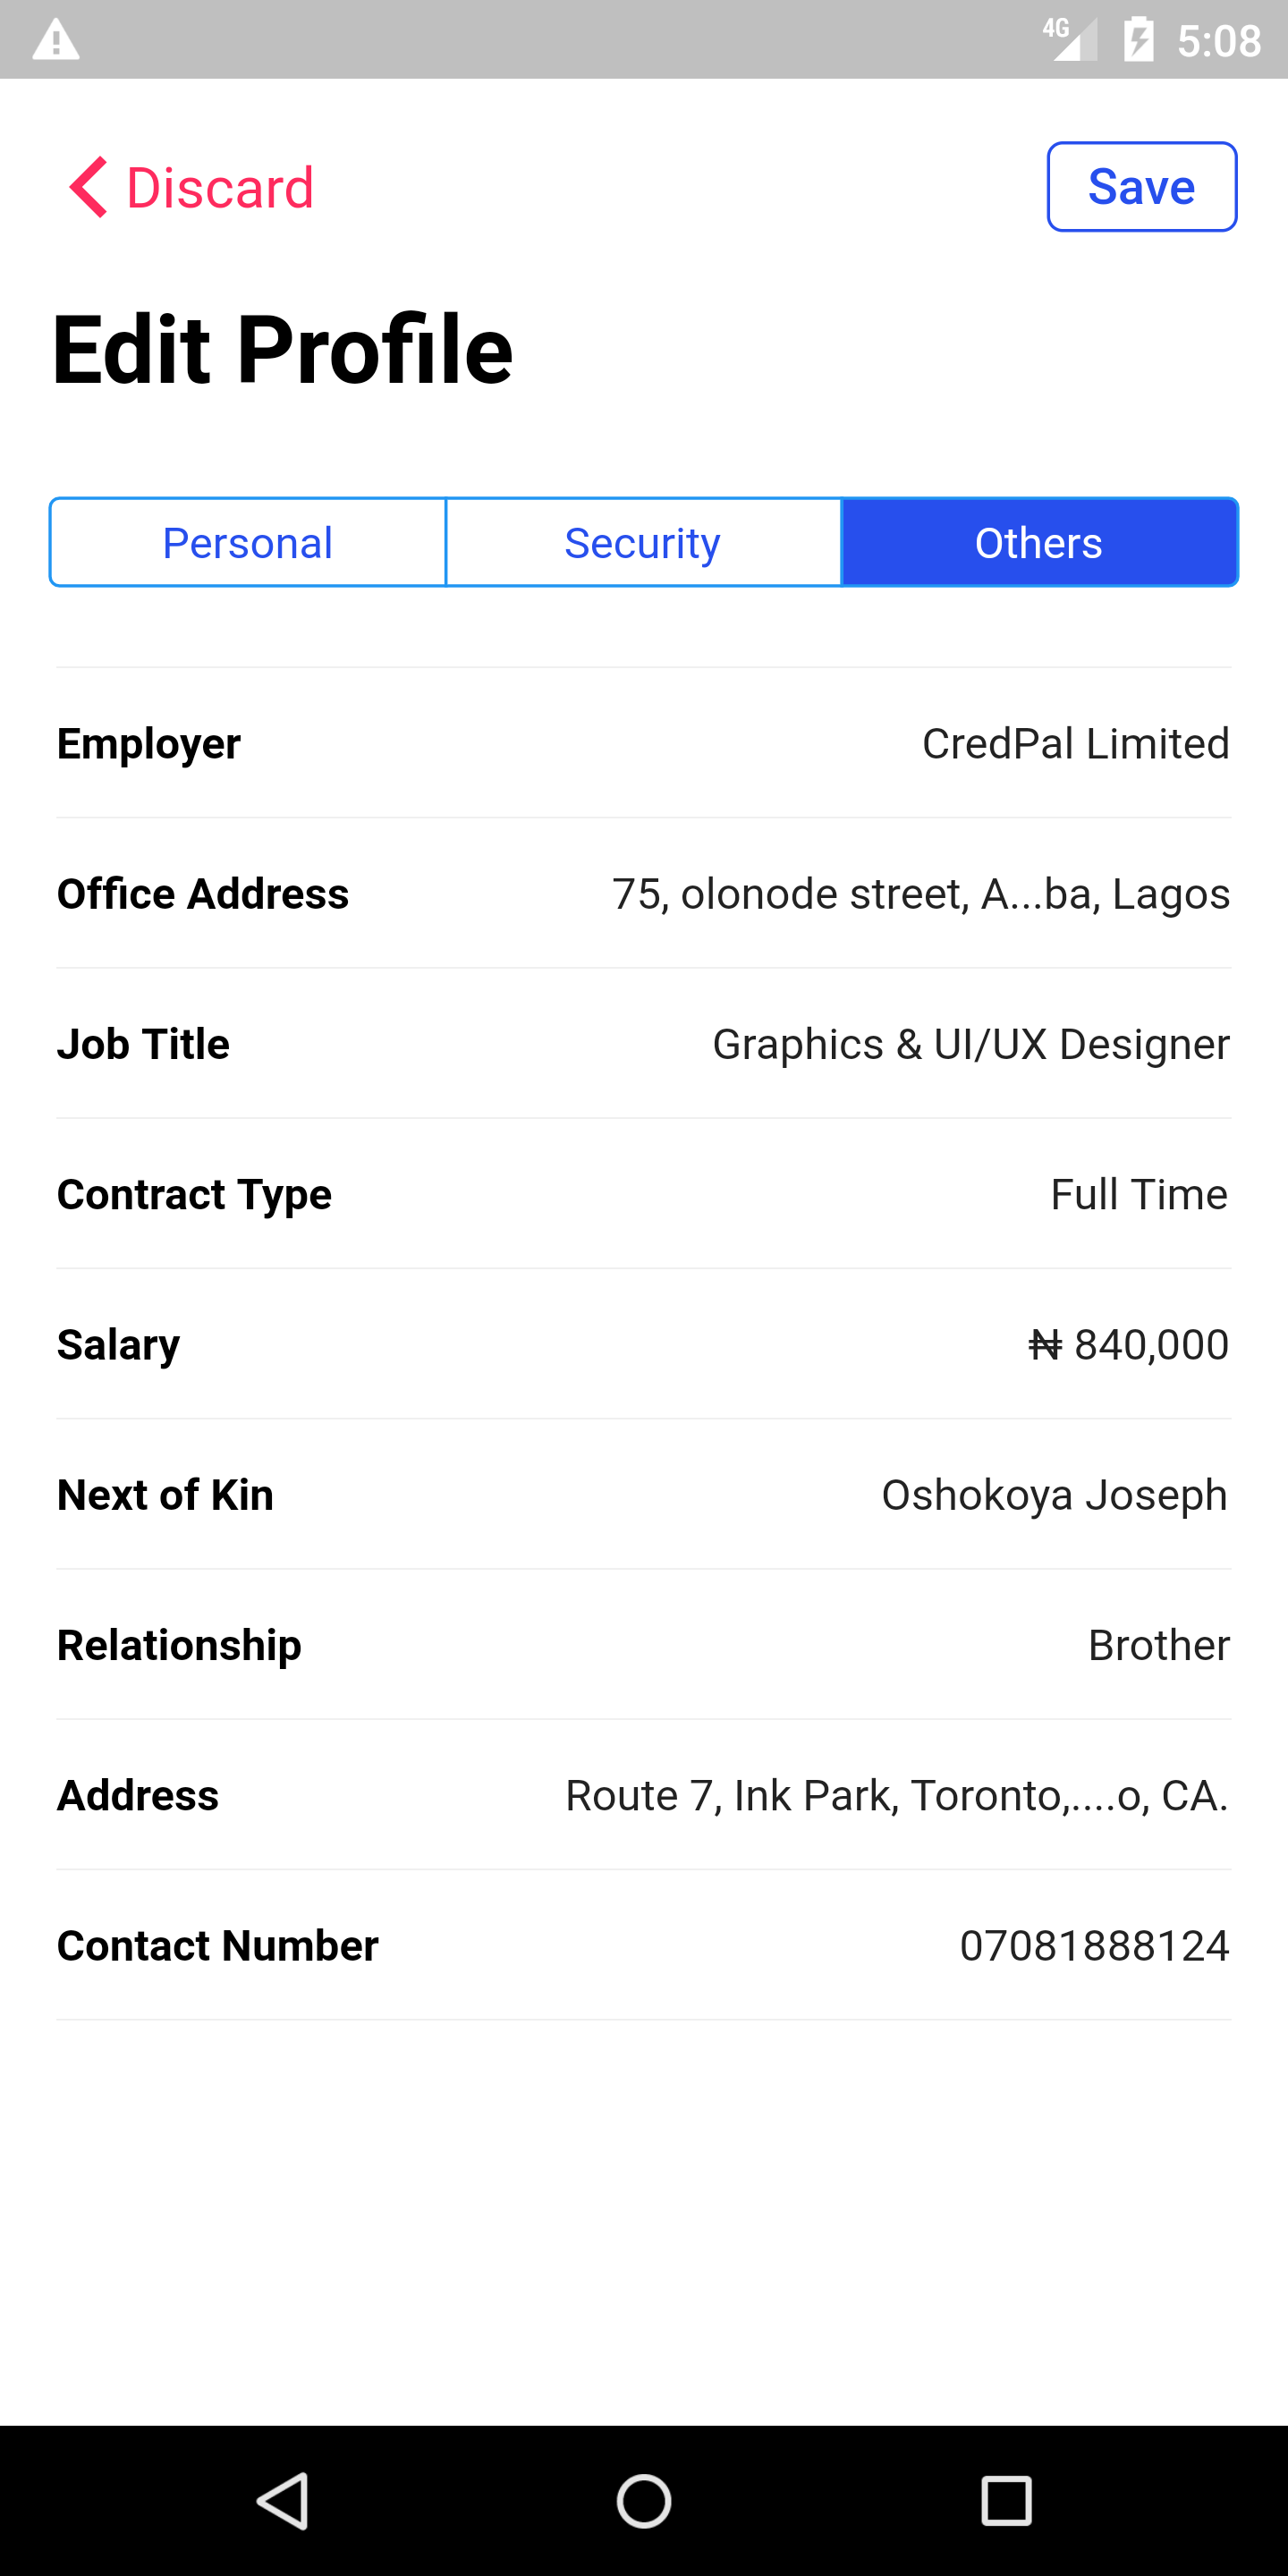 4G 5:08
Discard Save
Edit Profile
Personal Security Others
Employer CredPal Limited
Office Address 75, olonode street, A...ba, Lagos
Job Title Graphics & UI/UX Designer
Contract Type Full Time
Salary ₦ 840,000
Next of Kin Oshokoya Joseph
Relationship Brother
Address Route 7, Ink Park, Toronto,....o, CA.
Contact Number 07081888124